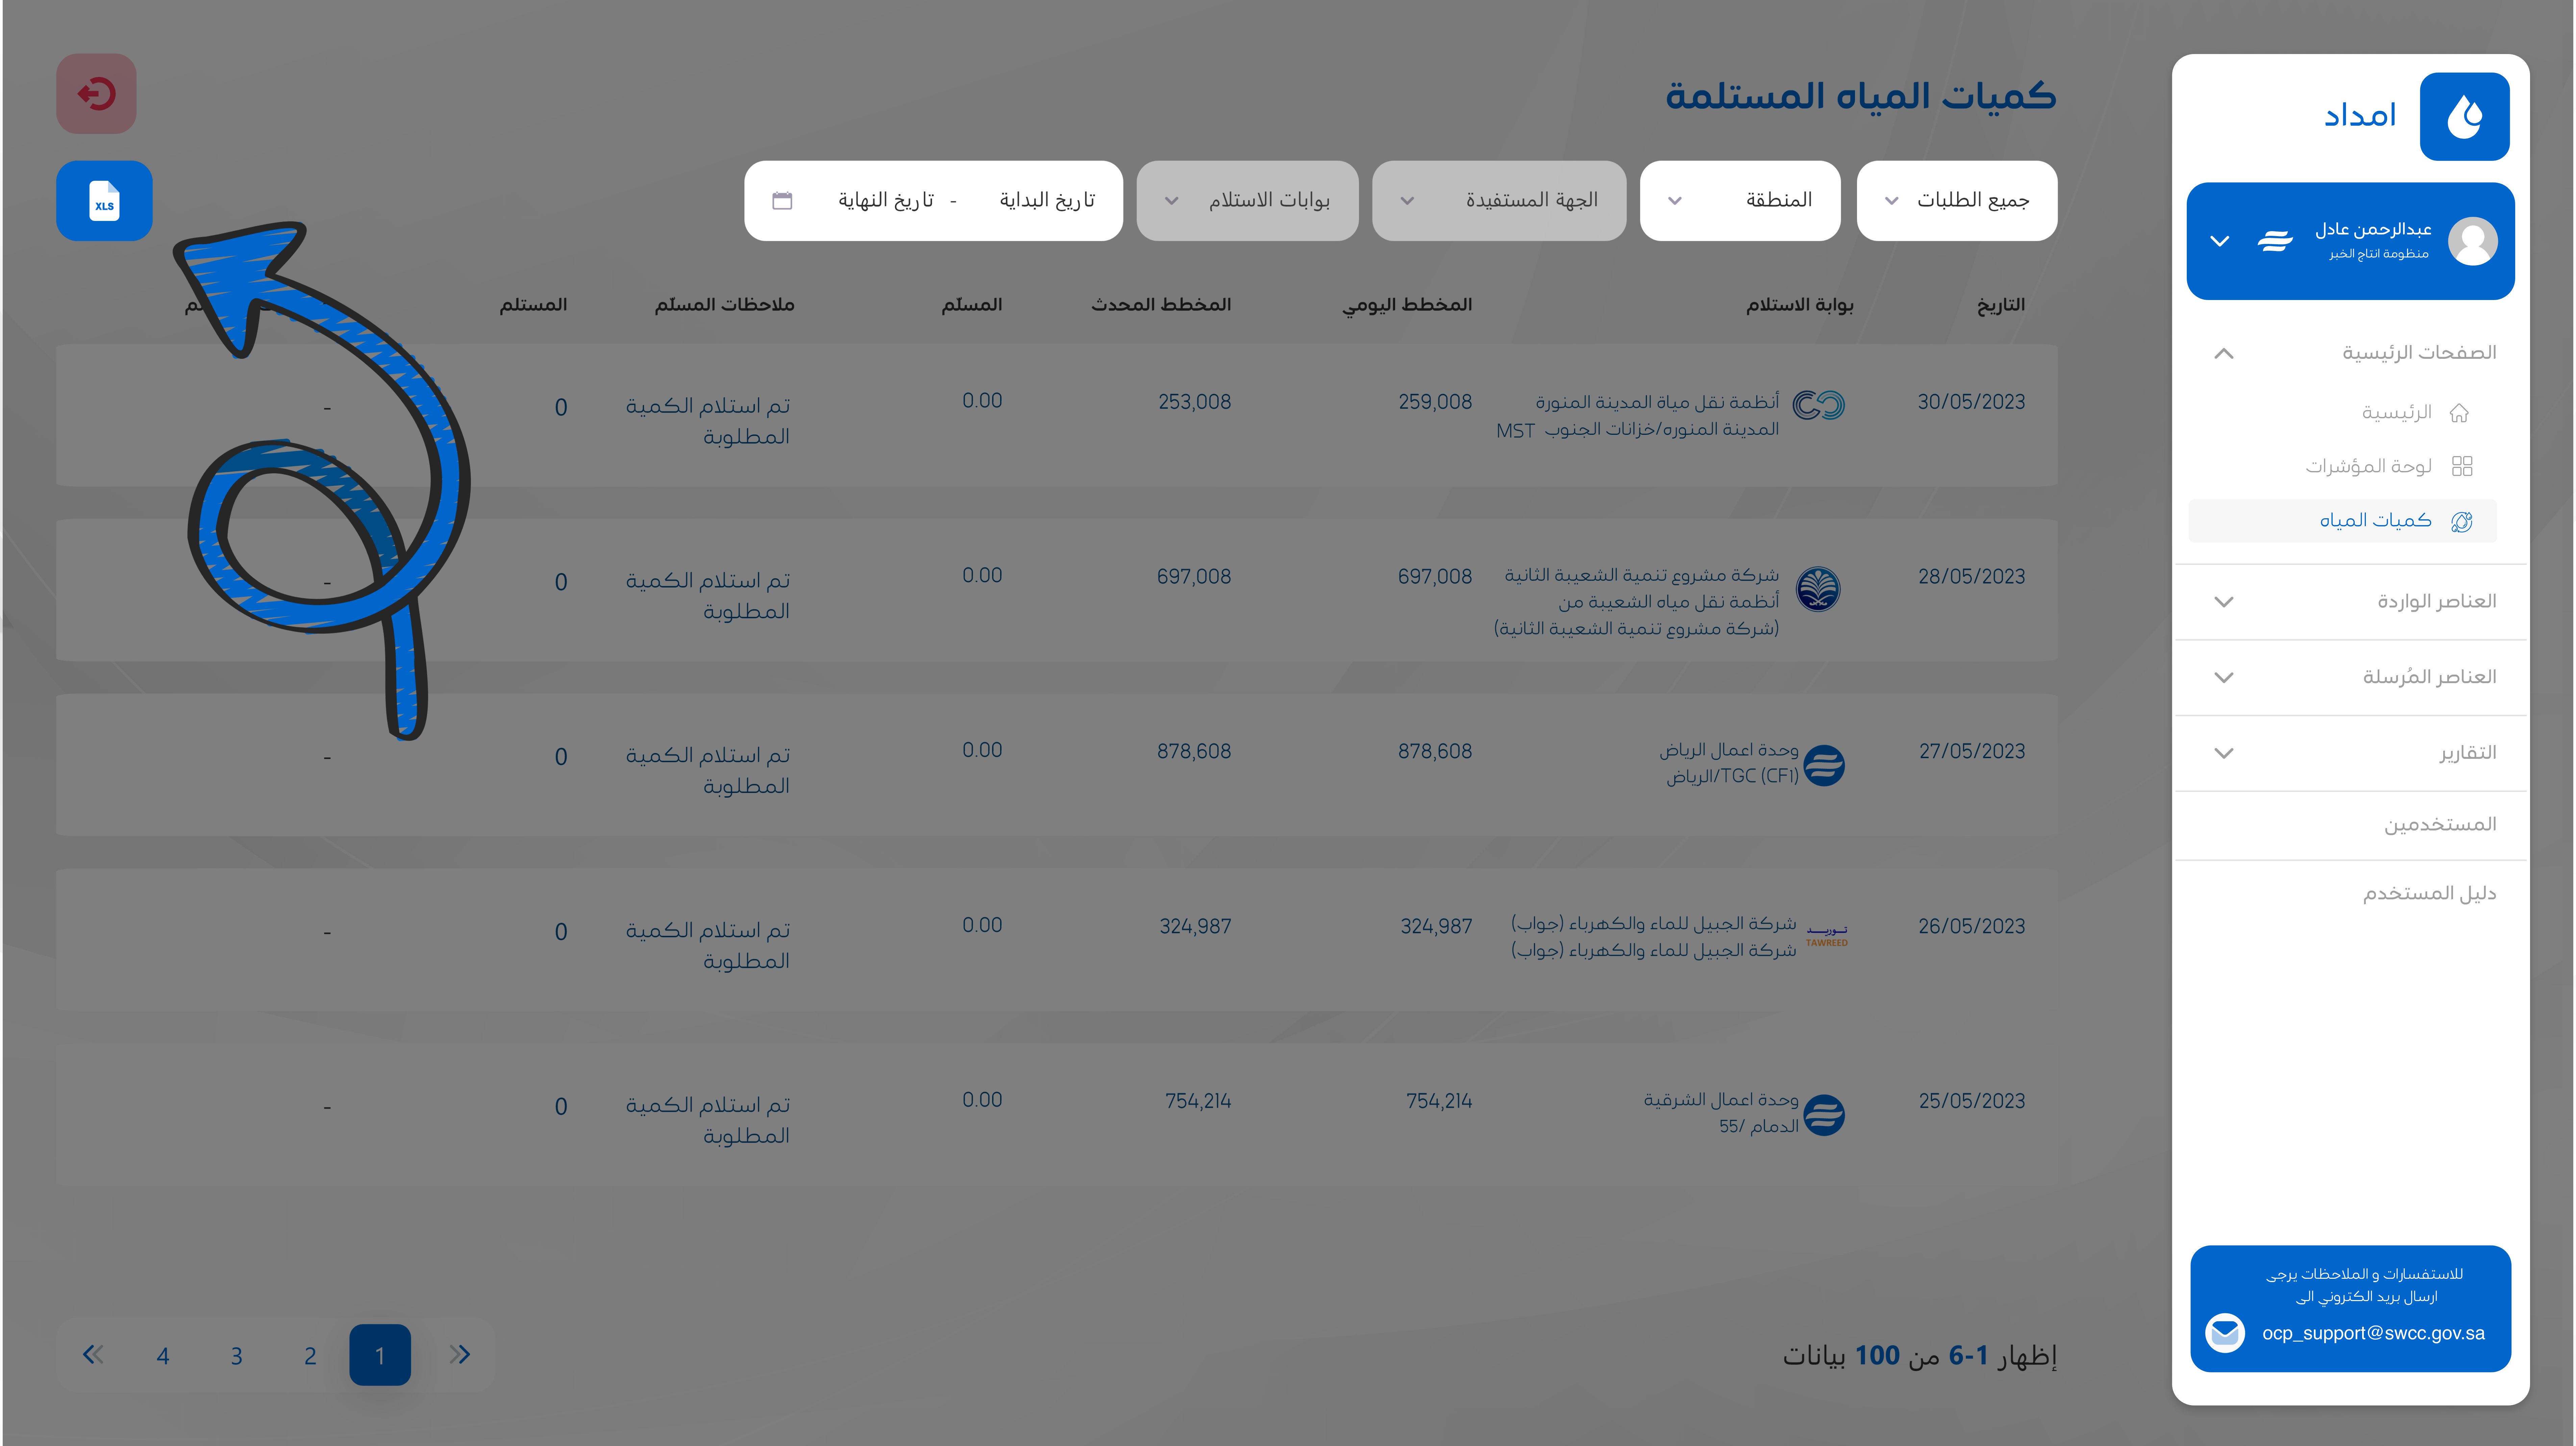 امداد
عبدالرحمن عادل
منظومة انتاج الخبر
الصفحات الرئيسية
الرئيسية
لوحة المؤشرات
كميات المياه
العناصر الواردة
العناصر المُرسلة
التقارير
المستخدمين
دليل المستخدم
للاستفسارات و الملاحظات يرجى
ارسال بريد الكتروني الى
ocp_support@swcc.gov.sa
كميات المياه المستلمة
جميع الطلبات
المنطقة
الجهة المستفيدة
بوابات الاستلام
تاريخ البداية - تاريخ النهاية
XLS
التاريخ بوابة الاستلام المخطط اليومي المخطط المحدث المسلّم ملاحظات المسلّم المستلم
30/05/2023
أنظمة نقل مياة المدينة المنورة
المدينة المنوره/خزانات الجنوب MST
259,008 253,008 0.00
تم استلام الكمية
المطلوبة
0 -
28/05/2023
شركة مشروع تنمية الشعيبة الثانية
أنظمة نقل مياه الشعيبة من
(شركة مشروع تنمية الشعيبة الثانية)
697,008 697,008 0.00
تم استلام الكمية
المطلوبة
0 -
27/05/2023
وحدة اعمال الرياض
الرياض/TGC (CF1)
878,608 878,608 0.00
تم استلام الكمية
المطلوبة
0 -
26/05/2023
توريد
TAWREED
شركة الجبيل للماء والكهرباء (جواب)
شركة الجبيل للماء والكهرباء (جواب)
324,987 324,987 0.00
تم استلام الكمية
المطلوبة
0 -
25/05/2023
وحدة اعمال الشرقية
الدمام /55
754,214 754,214 0.00
تم استلام الكمية
المطلوبة
0 -
إظهار 1-6 من 100 بيانات
1 2 3 4